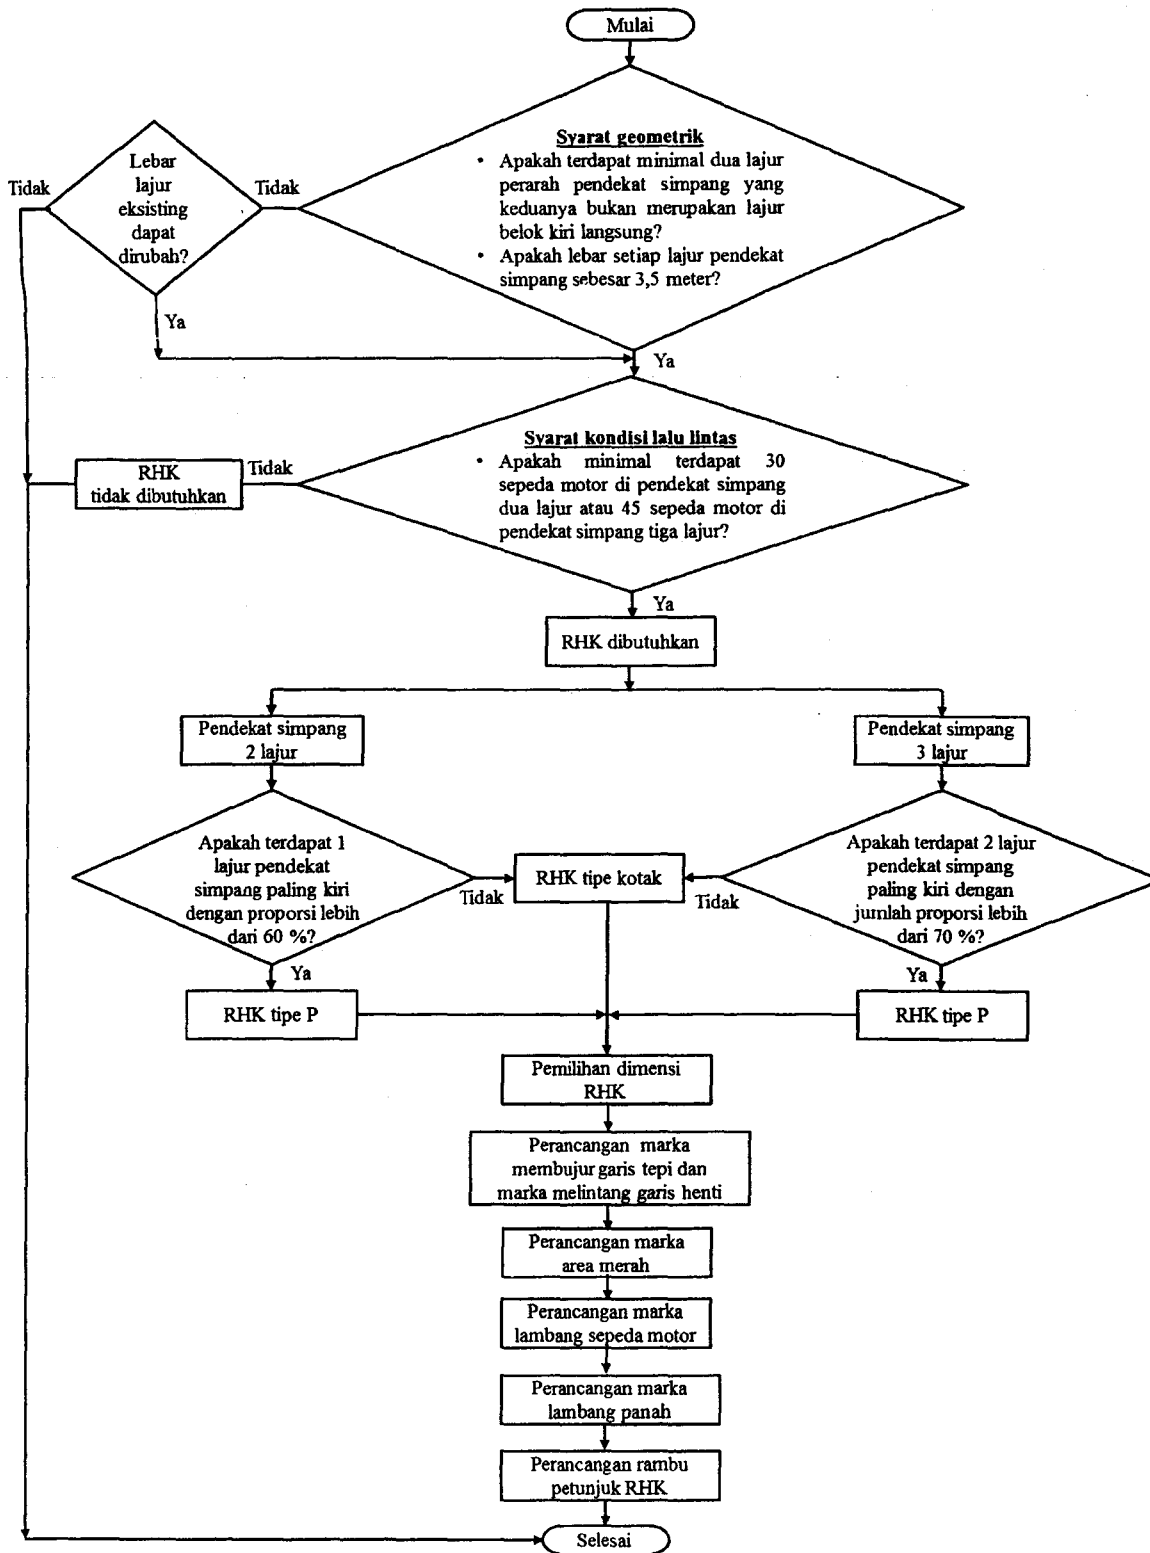 Mulai
Syarat geometrik
• Apakah terdapat minimal dua lajur
perarah pendekat simpang yang
keduanya bukan merupakan lajur
belok kiri langsung?
• Apakah lebar setiap lajur pendekat
simpang sebesar 3,5 meter?
Tidak
Lebar
lajur
eksisting
dapat
dirubah?
Tidak
Ya
Ya
Syarat kondisi lalu lintas
• Apakah minimal terdapat 30
sepeda motor di pendekat simpang
dua lajur atau 45 sepeda motor di
pendekat simpang tiga lajur?
Tidak
RHK
tidak dibutuhkan
Ya
RHK dibutuhkan
Pendekat simpang
2 lajur
Pendekat simpang
3 lajur
Apakah terdapat 1
lajur pendekat
simpang paling kiri
dengan proporsi lebih
dari 60 %?
Tidak
RHK tipe kotak
Tidak
Apakah terdapat 2 lajur
pendekat simpang
paling kiri dengan
jumlah proporsi lebih
dari 70 %?
Ya
Ya
RHK tipe P
RHK tipe P
Pemilihan dimensi
RHK
Perancangan marka
membujur garis tepi dan
marka melintang garis henti
Perancangan marka
area merah
Perancangan marka
lambang sepeda motor
Perancangan marka
lambang panah
Perancangan rambu
petunjuk RHK
Selesai